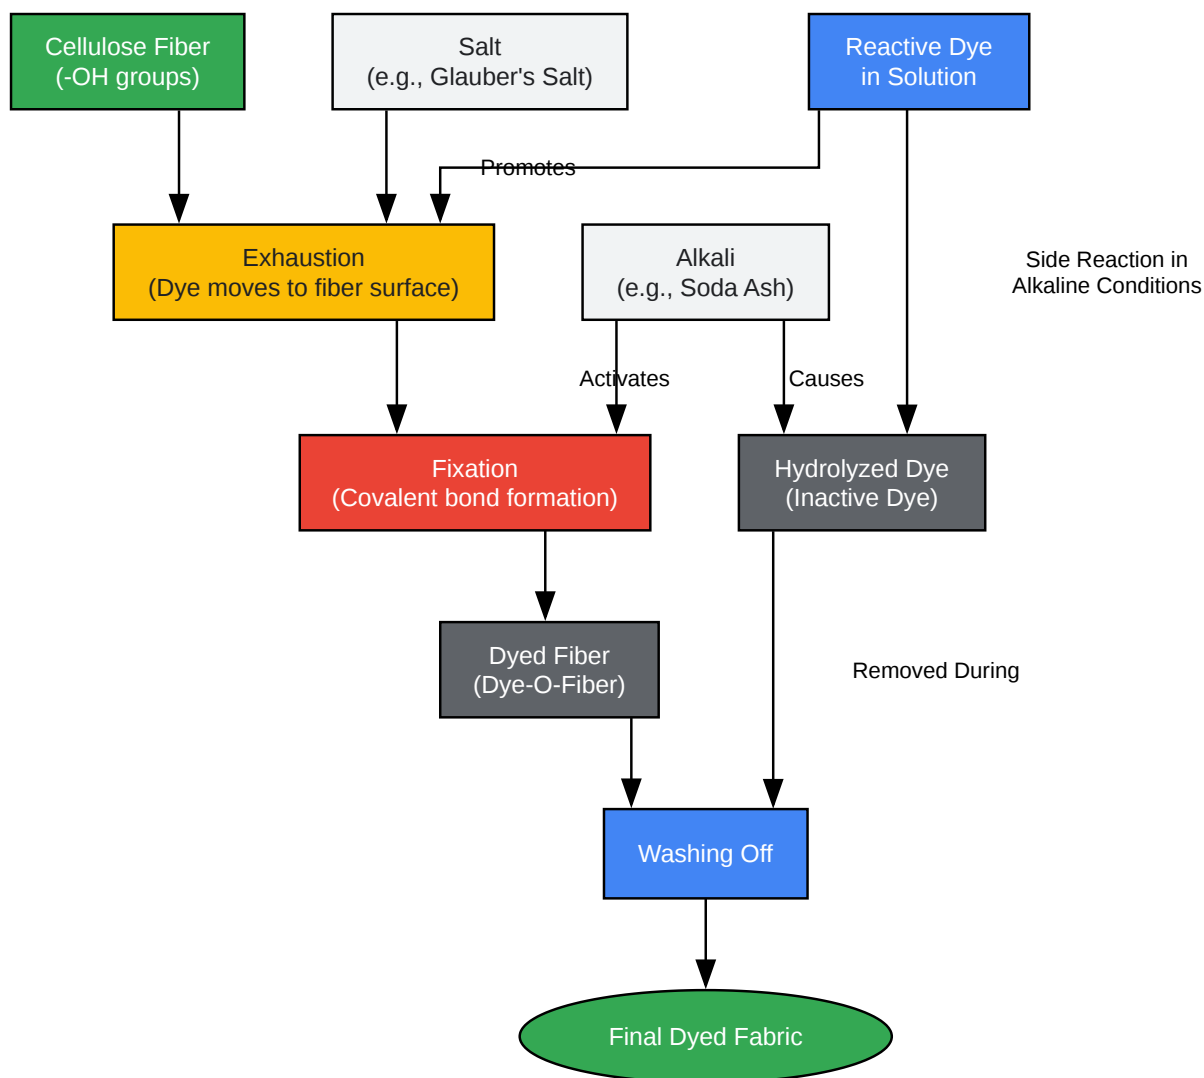 Cellulose Fiber
(-OH groups)
Salt
(e.g., Glauber's Salt)
Reactive Dye
in Solution
Promotes
Exhaustion
(Dye moves to fiber surface)
Alkali
(e.g., Soda Ash)
Side Reaction in
Alkaline Conditions
Activates
Causes
Fixation
(Covalent bond formation)
Hydrolyzed Dye
(Inactive Dye)
Dyed Fiber
(Dye-O-Fiber)
Removed During
Washing Off
Final Dyed Fabric